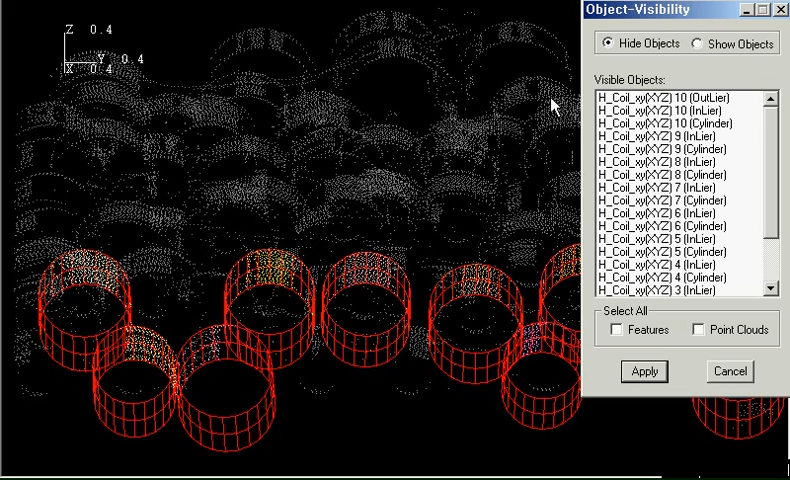 Z 0.4
Y 0.4
X 0.4
Object-Visibility
Hide Objects
Show Objects
Visible Objects:
H_Coil_xy(XYZ) 10 (OutLier)
H_Coil_xy(XYZ) 10 (InLier)
H_Coil_xy(XYZ) 10 (Cylinder)
H_Coil_xy(XYZ) 9 (InLier)
H_Coil_xy(XYZ) 9 (Cylinder)
H_Coil_xy(XYZ) 8 (InLier)
H_Coil_xy(XYZ) 8 (Cylinder)
H_Coil_xy(XYZ) 7 (InLier)
H_Coil_xy(XYZ) 7 (Cylinder)
H_Coil_xy(XYZ) 6 (InLier)
H_Coil_xy(XYZ) 6 (Cylinder)
H_Coil_xy(XYZ) 5 (InLier)
H_Coil_xy(XYZ) 5 (Cylinder)
H_Coil_xy(XYZ) 4 (InLier)
H_Coil_xy(XYZ) 4 (Cylinder)
H_Coil_xy(XYZ) 3 (InLier)
Select All
Features
Point Clouds
Apply
Cancel